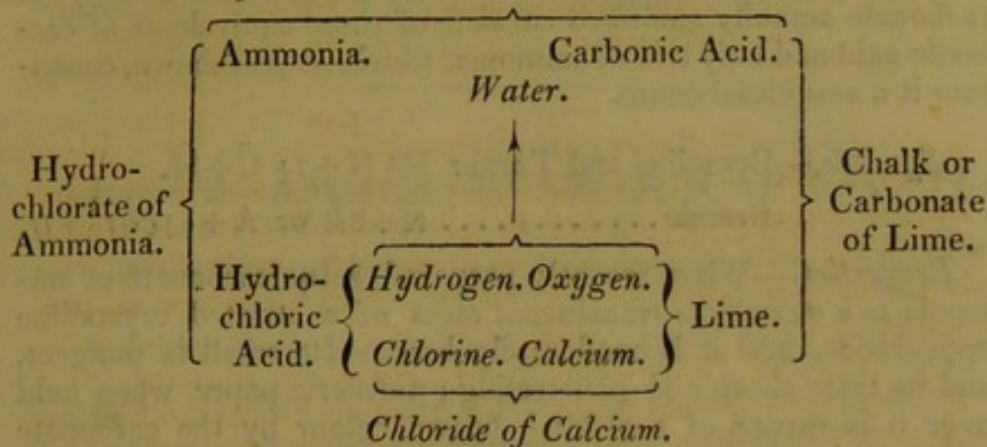 Ammonia. Carbonic Acid.
Water.
Hydro-
chlorate of
Ammonia.
Chalk or
Carbonate
of Lime.
Hydro-
chloric
Acid.
Hydrogen. Oxygen.
Chlorine. Calcium.
Lime.
Chloride of Calcium.